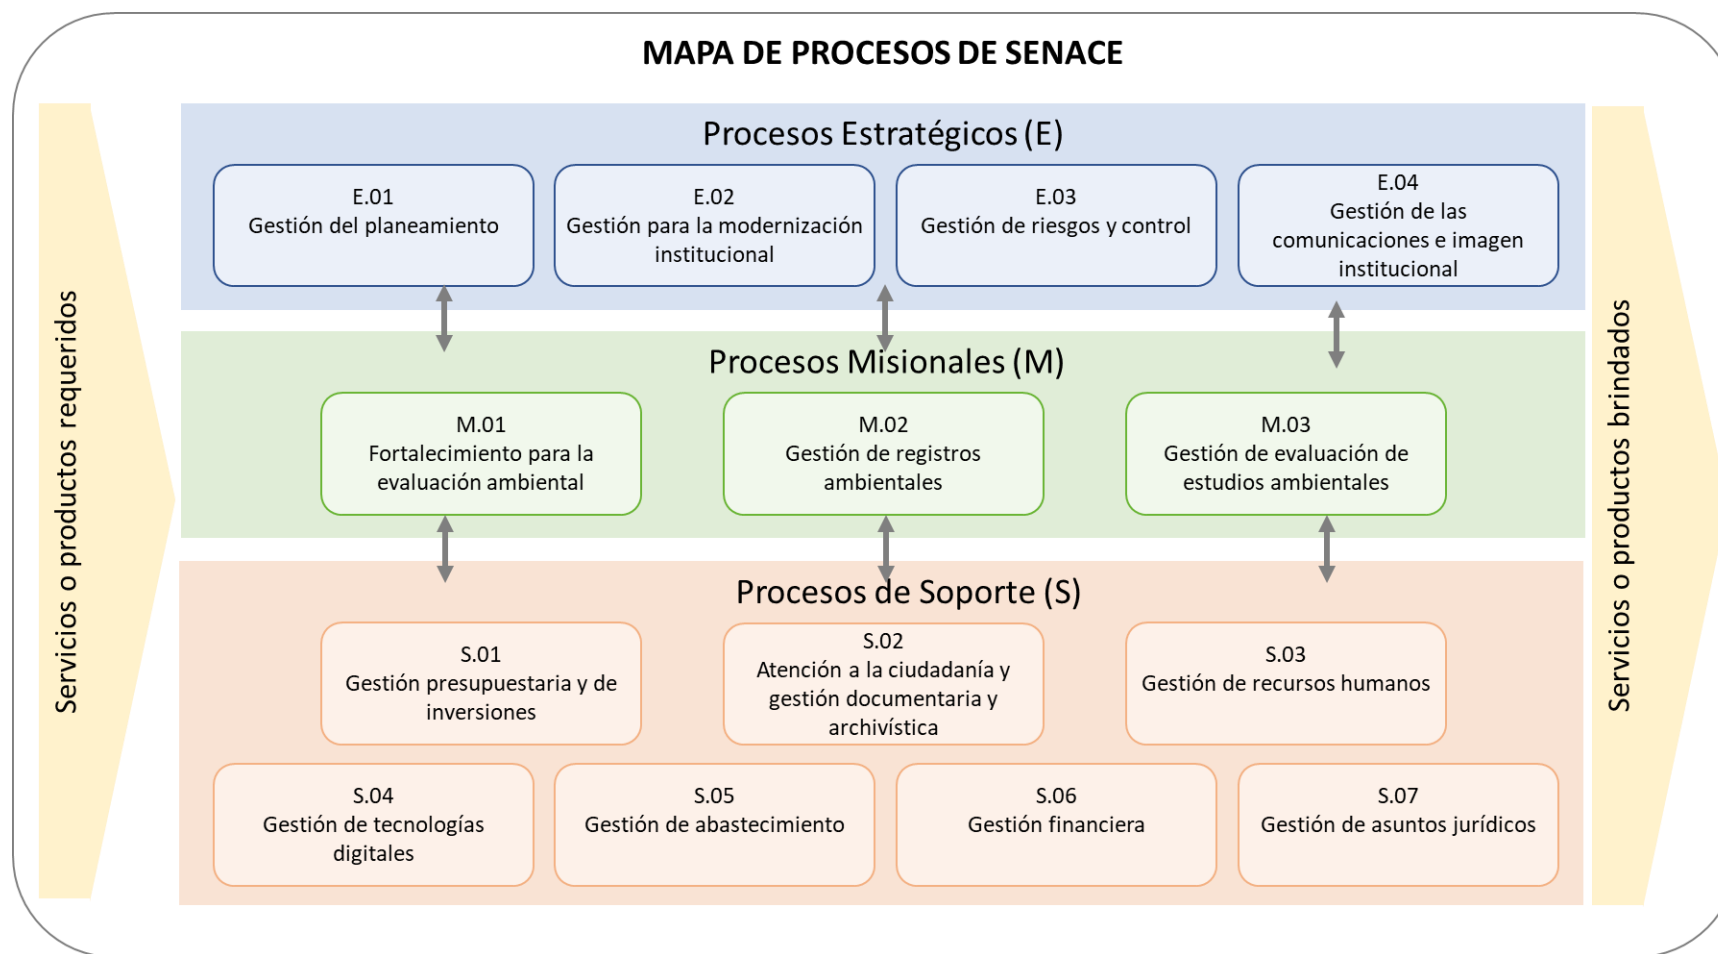 MAPA DE PROCESOS DE SENACE
Servicios o productos requeridos
Procesos Estratégicos (E)
E.01
Gestión del planeamiento
E.02
Gestión para la modernización
institucional
E.03
Gestión de riesgos y control
E.04
Gestión de las
comunicaciones e imagen
institucional
Procesos Misionales (M)
M.01
Fortalecimiento para la
evaluación ambiental
M.02
Gestión de registros
ambientales
M.03
Gestión de evaluación de
estudios ambientales
Procesos de Soporte (S)
S.01
Gestión presupuestaria y de
inversiones
S.02
Atención a la ciudadanía y
gestión documentaria y
archivística
S.03
Gestión de recursos humanos
S.04
Gestión de tecnologías
digitales
S.05
Gestión de abastecimiento
S.06
Gestión financiera
S.07
Gestión de asuntos jurídicos
Servicios o productos brindados